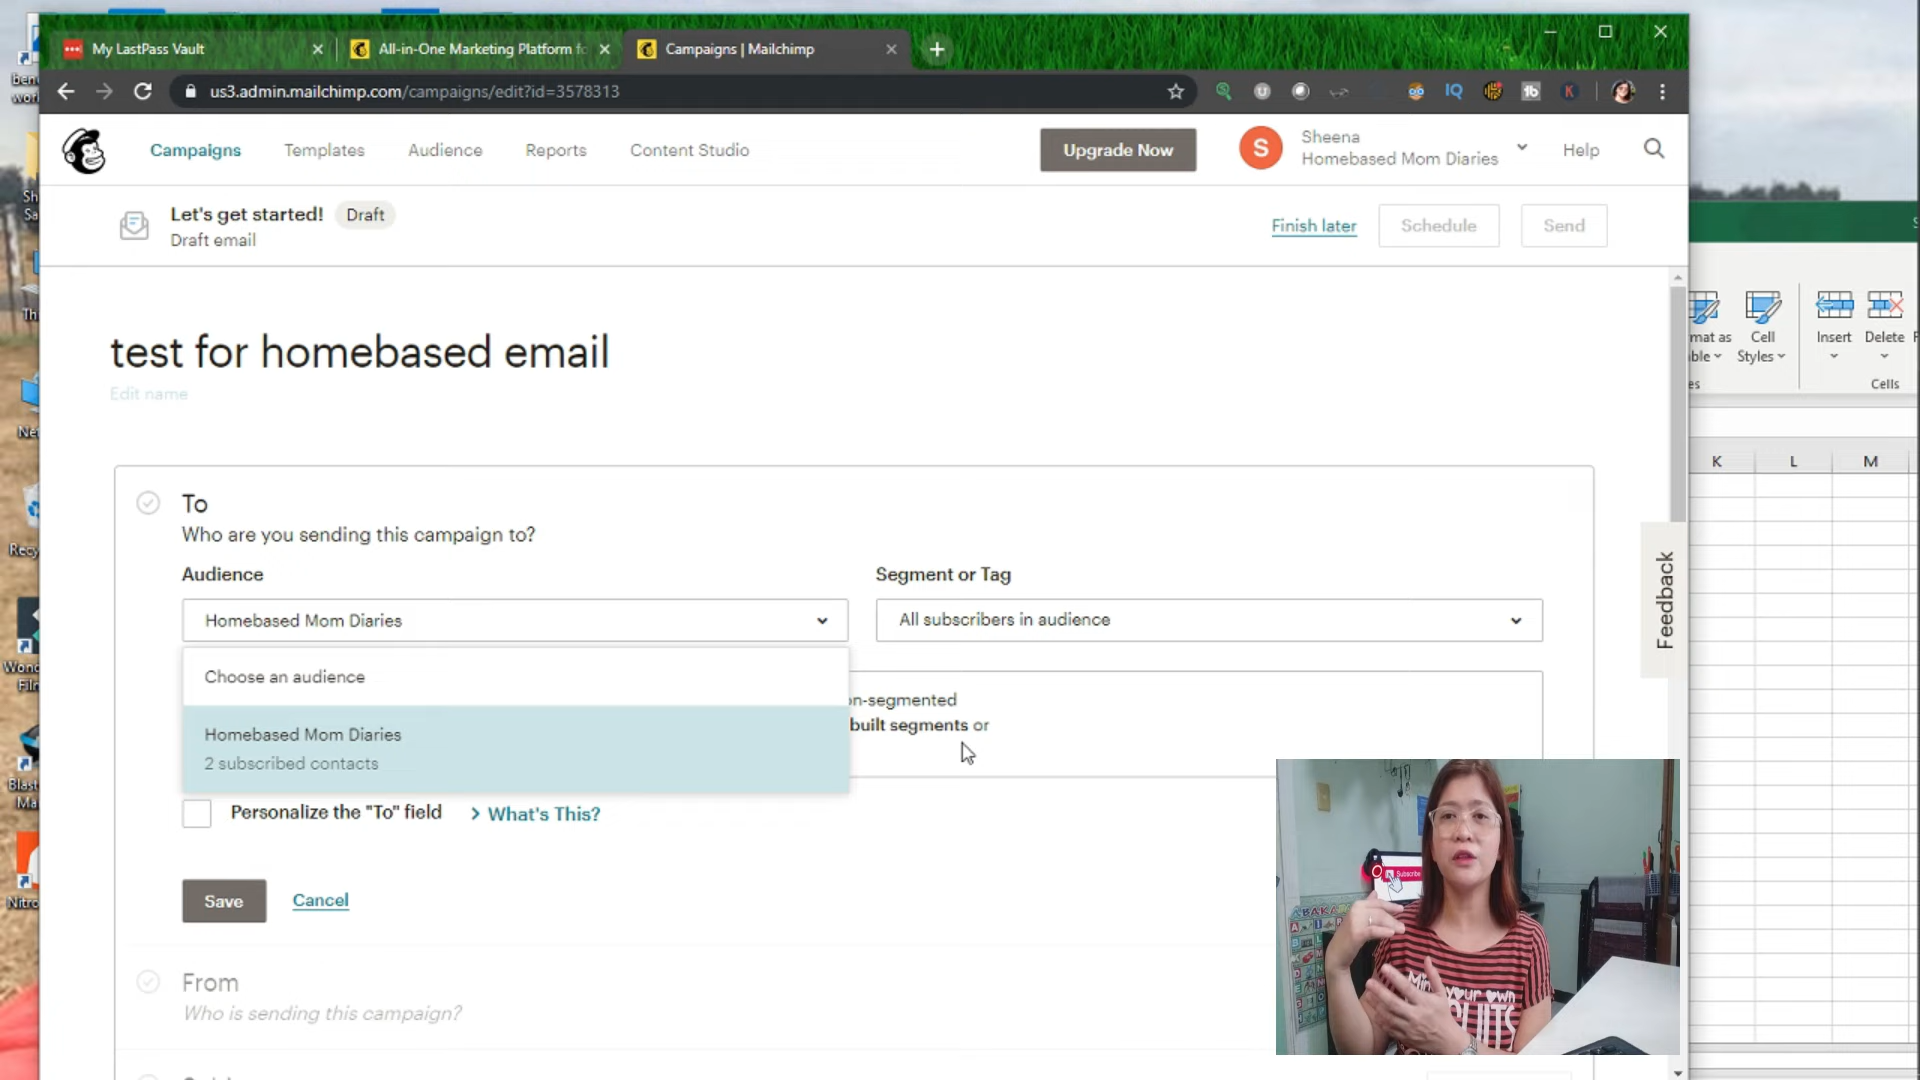 My LastPass Vault
All-in-One Marketing Platform fo
Campaigns | Mailchimp
us3.admin.mailchimp.com/campaigns/edit?id=3578313
IQ
K
Campaigns
Templates
Audience
Reports
Content Studio
Upgrade Now
S
Sheena
Homebased Mom Diaries
Help
Let's get started!
Draft
Draft email
Finish later
Schedule
Send
test for homebased email
Edit name
To
Who are you sending this campaign to?
Audience
Segment or Tag
Homebased Mom Diaries
All subscribers in audience
Choose an audience
Homebased Mom Diaries
2 subscribed contacts
on-segmented
built segments or
Personalize the "To" field
What's This?
Save
Cancel
From
Who is sending this campaign?
Feedback
mat as
ble
Cell
Styles
Insert
Delete
es
Cells
K
L
M
Subscribe